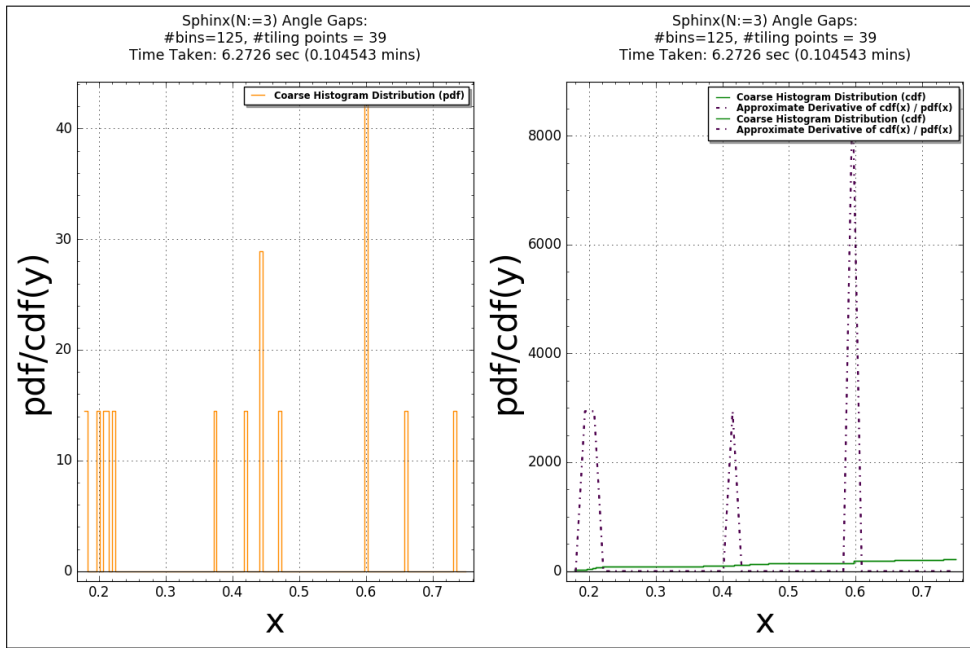 Sphinx(N:=3) Angle Gaps:
#bins=125, #tiling points = 39
Time Taken: 6.2726 sec (0.104543 mins)
Coarse Histogram Distribution (pdf)
40
30
20
10
0
0.2 0.3 0.4 0.5 0.6 0.7
x
pdf/cdf(y)
Sphinx(N:=3) Angle Gaps:
#bins=125, #tiling points = 39
Time Taken: 6.2726 sec (0.104543 mins)
Coarse Histogram Distribution (cdf)
Approximate Derivative of cdf(x) / pdf(x)
Coarse Histogram Distribution (cdf)
Approximate Derivative of cdf(x) / pdf(x)
8000
6000
4000
2000
0
0.2 0.3 0.4 0.5 0.6 0.7
x
pdf/cdf(y)